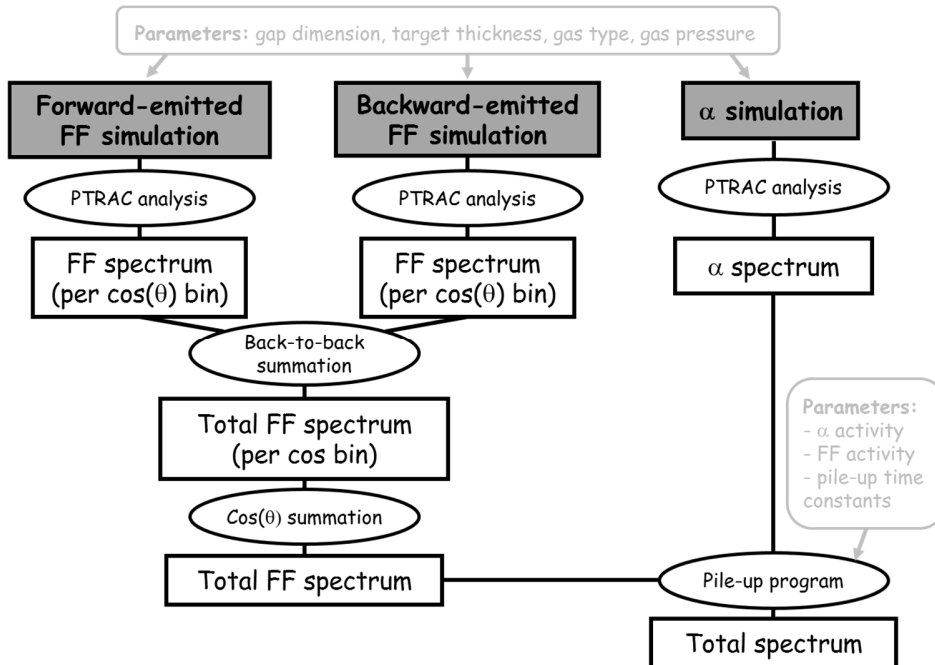 Parameters: gap dimension, target thickness, gas type, gas pressure
Forward-emitted
FF simulation
Backward-emitted
FF simulation
α simulation
PTRAC analysis
PTRAC analysis
PTRAC analysis
FF spectrum
(per cos(θ) bin)
FF spectrum
(per cos(θ) bin)
α spectrum
Back-to-back
summation
Total FF spectrum
(per cos bin)
Parameters:
- α activity
- FF activity
- pile-up time
constants
Cos(θ) summation
Total FF spectrum
Pile-up program
Total spectrum